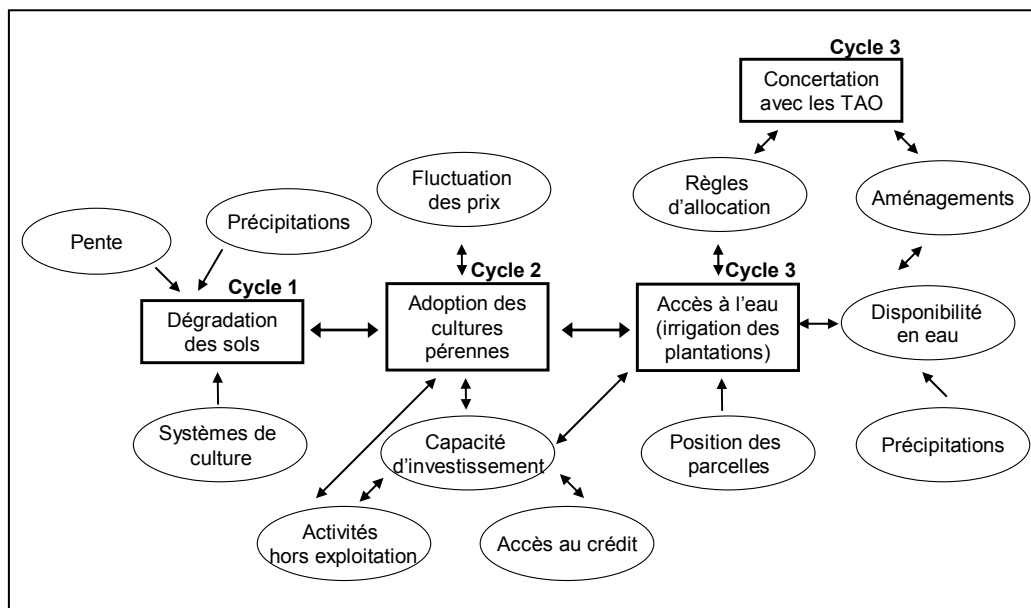 Cycle 3
Concertation
avec les TAO
Fluctuation
des prix
Règles
d’allocation
Aménagements
Précipitations
Pente
Cycle 1
Dégradation
des sols
Cycle 2
Adoption des
cultures
pérennes
Cycle 3
Accès à l’eau
(irrigation des
plantations)
Disponibilité
en eau
Systèmes de
culture
Capacité
d’investissement
Position des
parcelles
Précipitations
Activités
hors exploitation
Accès au crédit